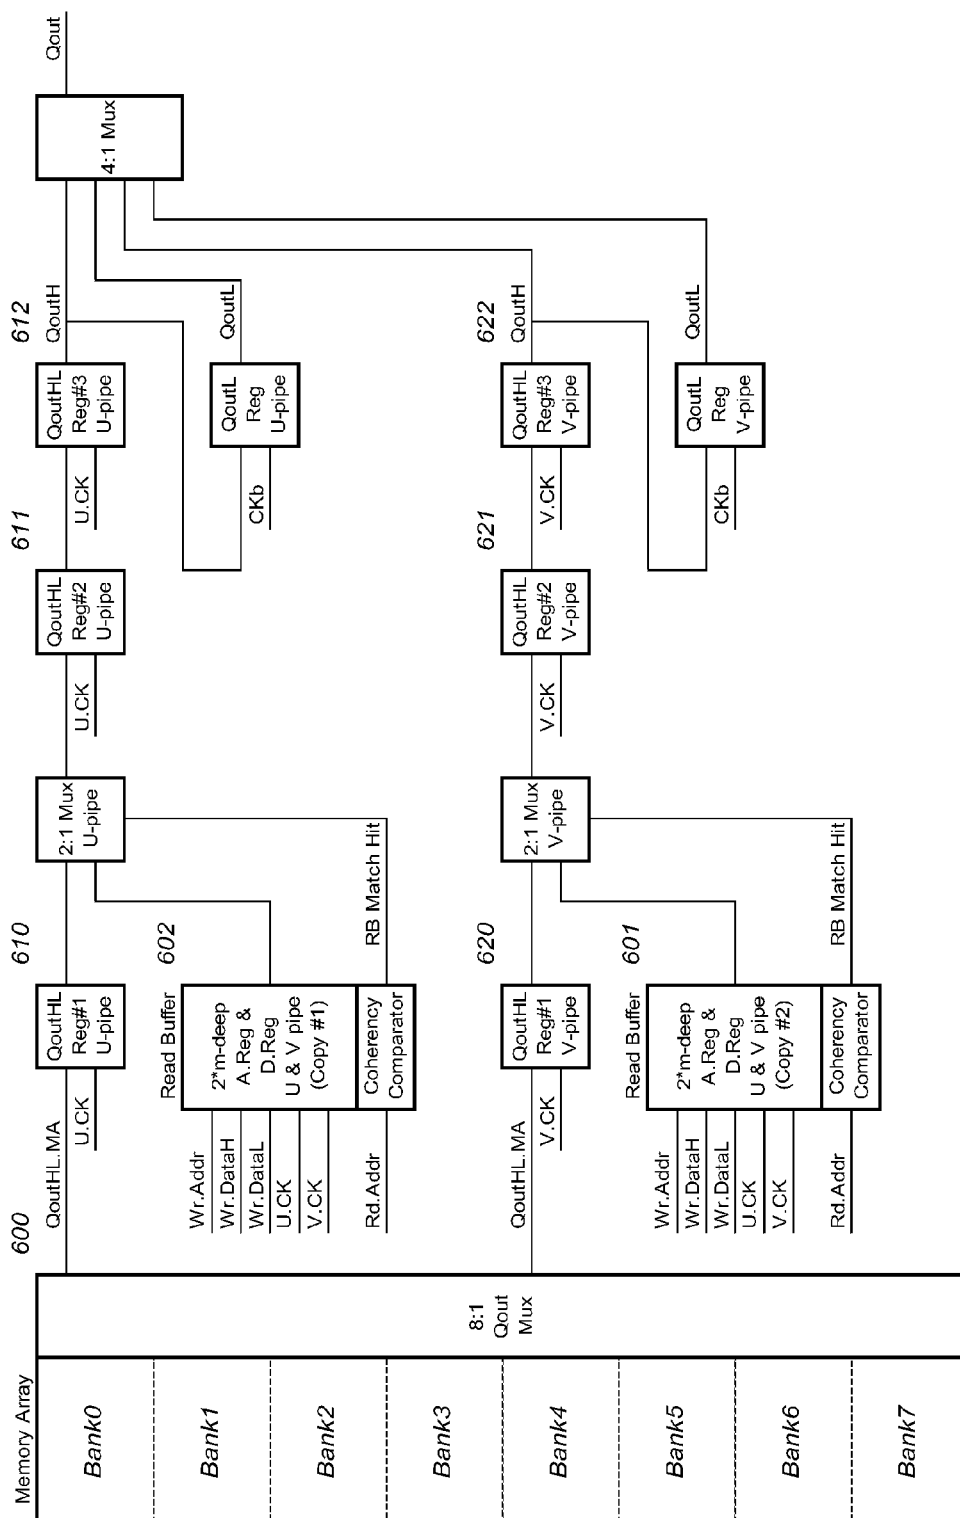 Memory Array
Bank0
Bank1
Bank2
Bank3
Bank4
Bank5
Bank6
Bank7
8:1
Qout
Mux
600
QoutHL.MA
U.CK
610
QoutHL
Reg#1
U-pipe
2:1 Mux
U-pipe
U.CK
611
QoutHL
Reg#2
U-pipe
U.CK
612
QoutHL
Reg#3
U-pipe
QoutH
4:1 Mux
Qout
CKb
QoutL
Reg
U-pipe
QoutL
602
Read Buffer
Wr.Addr
Wr.DataH
Wr.DataL
U.CK
V.CK
2*m-deep
A.Reg &
D.Reg
U & V pipe
(Copy #1)
Rd.Addr
Coherency
Comparator
RB Match Hit
QoutHL.MA
V.CK
620
QoutHL
Reg#1
V-pipe
2:1 Mux
V-pipe
V.CK
621
QoutHL
Reg#2
V-pipe
V.CK
622
QoutHL
Reg#3
V-pipe
QoutH
CKb
QoutL
Reg
V-pipe
QoutL
601
Read Buffer
Wr.Addr
Wr.DataH
Wr.DataL
U.CK
V.CK
2*m-deep
A.Reg &
D.Reg
U & V pipe
(Copy #2)
Rd.Addr
Coherency
Comparator
RB Match Hit